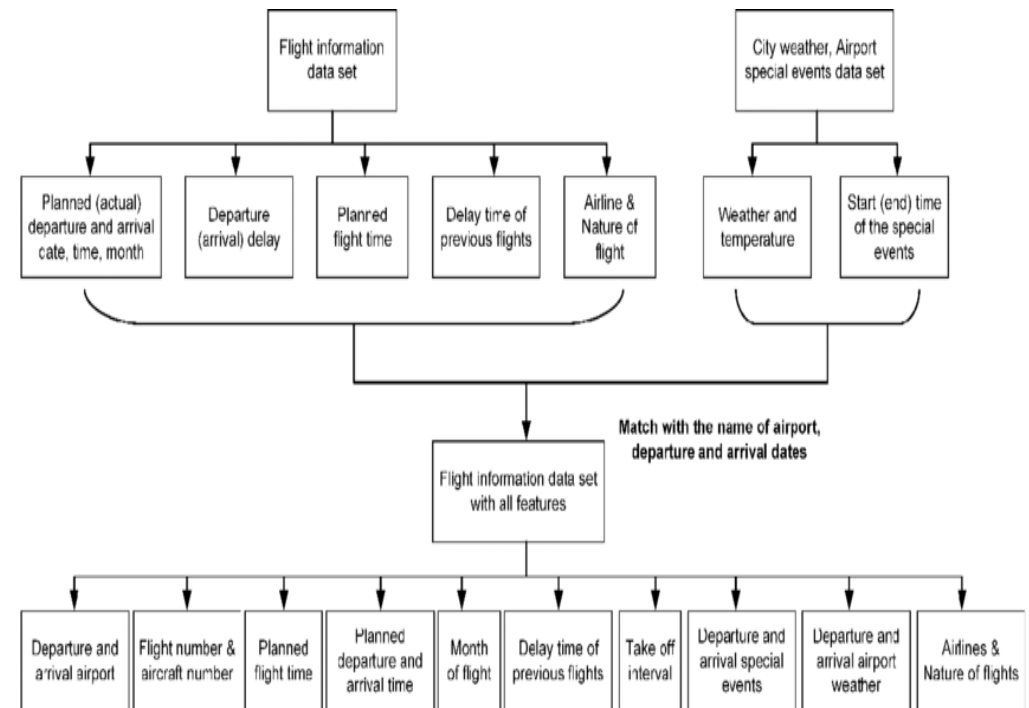 Flight information
data set
City weather, Airport
special events data set
Planned (actual)
departure and arrival
cate, time, month
Departure
(arrival) delay
Planned
flight time
Delay time of
previous flights
Airline &
Nature of
flight
Weather and
temperature
Start (end) time
of the special
events
Match with the name of airport,
departure and arrival dates
Flight information data set
with all features
Departure and
arrival airport
Flight number &
aircraft number
Planned
flight time
Planned
departure and
arrival time
Month
of flight
Delay time of
previous flights
Take off
interval
Departure and
arrival special
events
Departure and
arrival airport
weather
Airlines &
Nature of flights